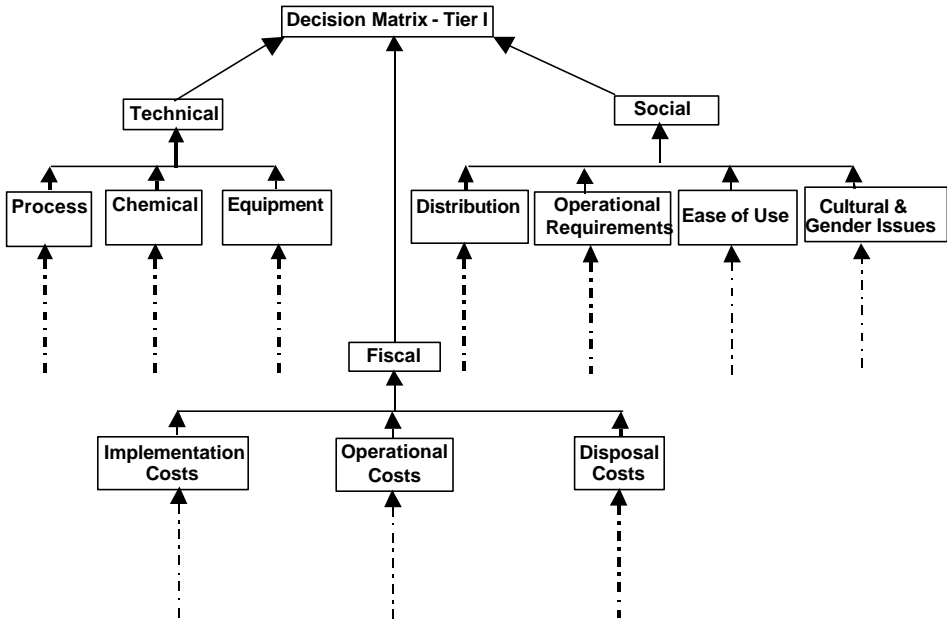 Decision Matrix - Tier I
Technical
Social
Process
Chemical
Equipment
Distribution
Operational
Requirements
Ease of Use
Cultural &
Gender Issues
Fiscal
Implementation
Costs
Operational
Costs
Disposal
Costs